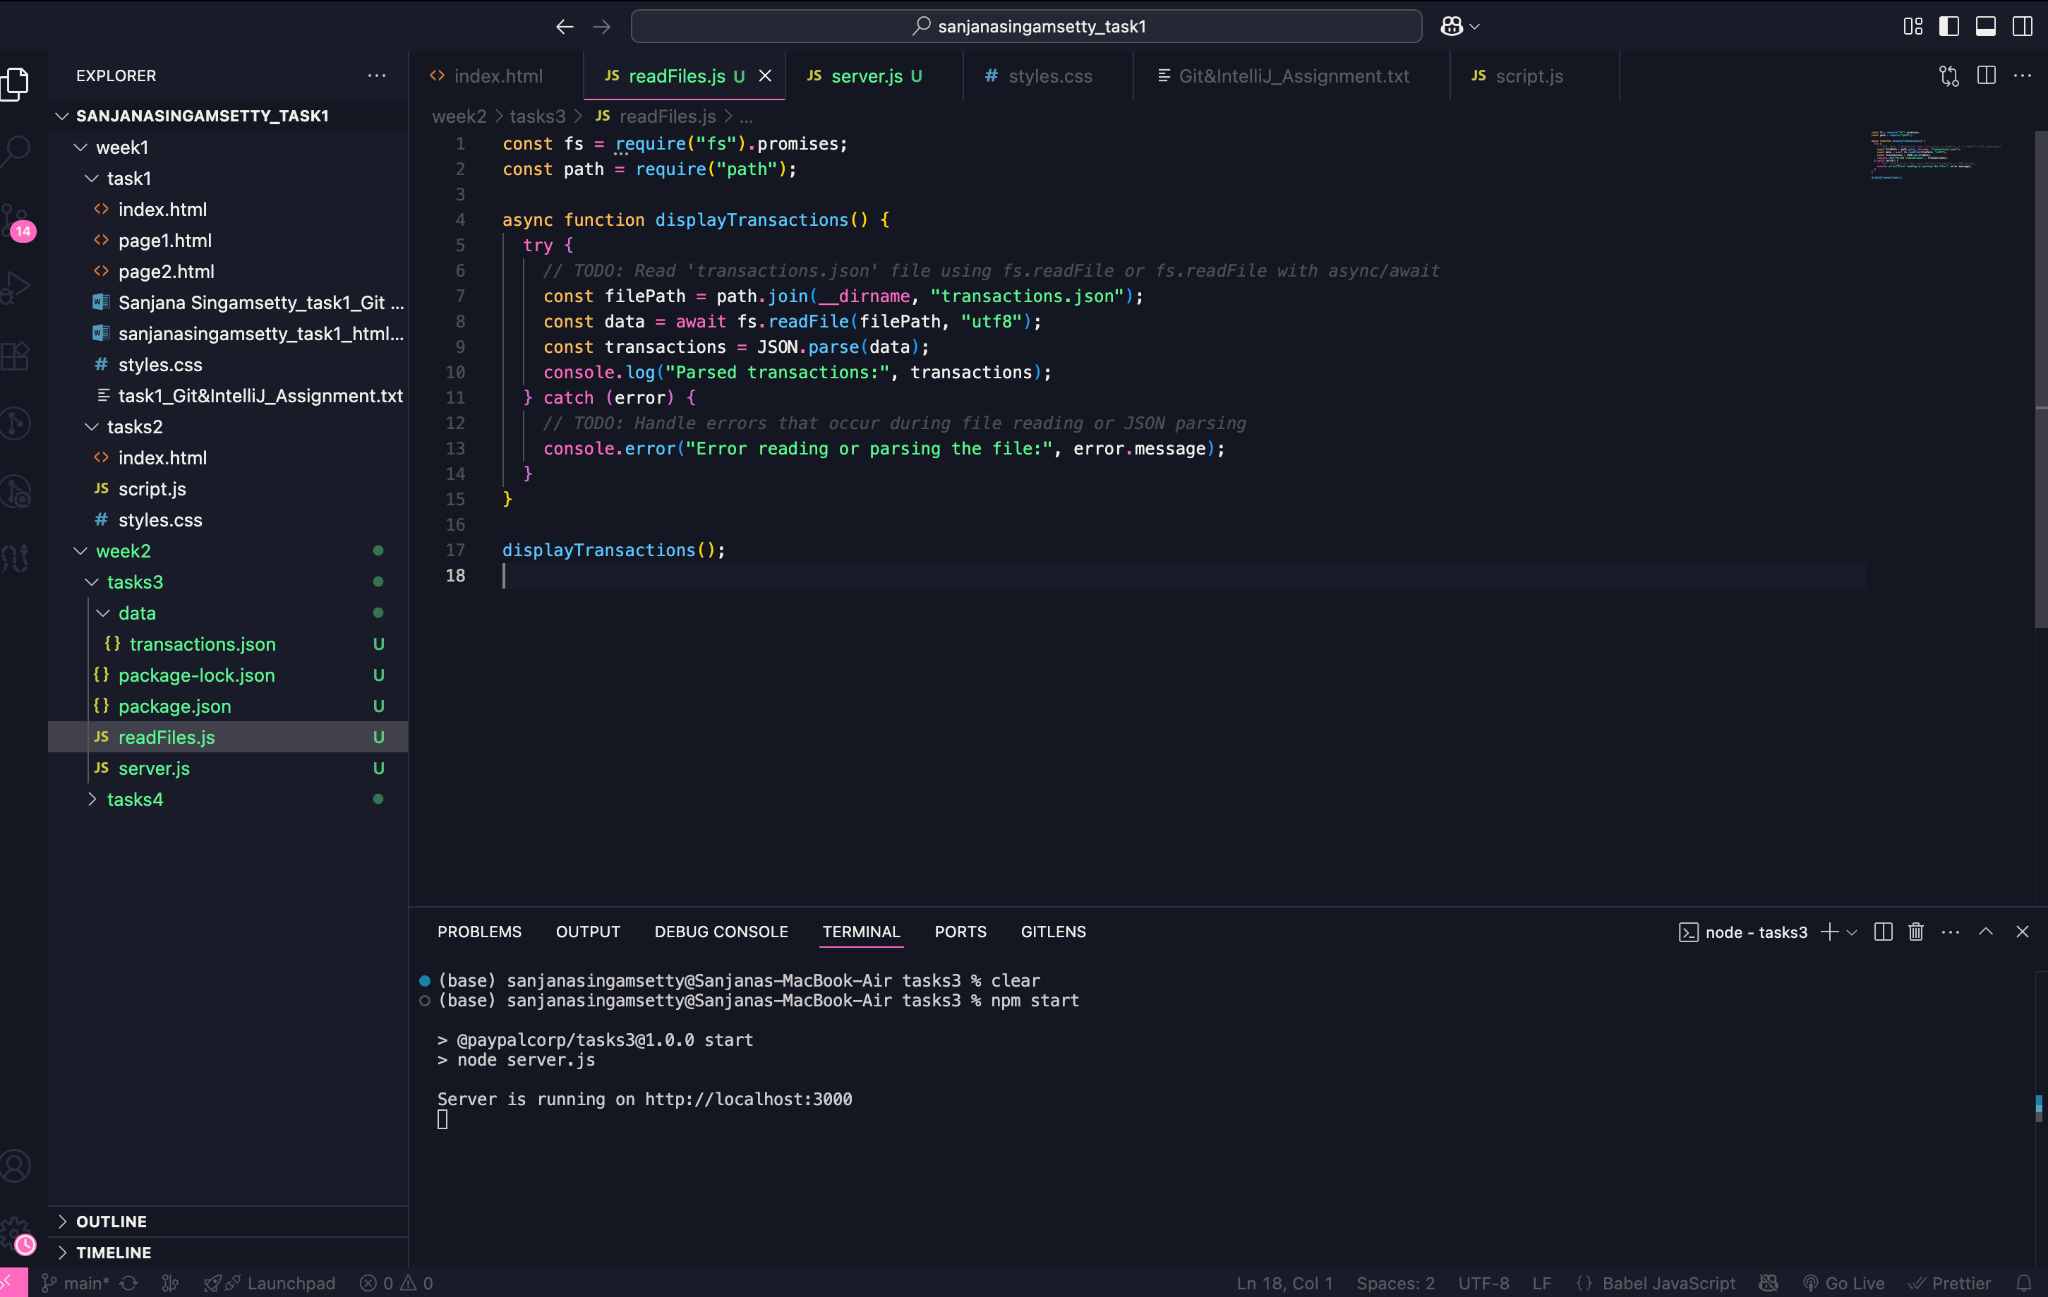 sanjanasingamsetty_task1
EXPLORER
SANJANASINGAMSETTY_TASK1
week1
task1
<> index.html
<> page1.html
<> page2.html
Sanjana Singamsetty_task1_Git ...
sanjanasingamsetty_task1_html...
# styles.css
task1_Git&IntelliJ_Assignment.txt
tasks2
<> index.html
JS script.js
# styles.css
week2
tasks3
data
{} transactions.json U
{} package-lock.json U
{} package.json U
JS readFiles.js U
JS server.js U
tasks4
OUTLINE
TIMELINE
14
<> index.html
JS readFiles.js U
JS server.js U
# styles.css
Git&IntelliJ_Assignment.txt
JS script.js
week2 > tasks3 > JS readFiles.js > ...
1 const fs = require("fs").promises;
2 const path = require("path");
3
4 async function displayTransactions() {
5 try {
6 // TODO: Read 'transactions.json' file using fs.readFile or fs.readFile with async/await
7 const filePath = path.join(__dirname, "transactions.json");
8 const data = await fs.readFile(filePath, "utf8");
9 const transactions = JSON.parse(data);
10 console.log("Parsed transactions:", transactions);
11 } catch (error) {
12 // TODO: Handle errors that occur during file reading or JSON parsing
13 console.error("Error reading or parsing the file:", error.message);
14 }
15 }
16
17 displayTransactions();
18
PROBLEMS OUTPUT DEBUG CONSOLE TERMINAL PORTS GITLENS
node - tasks3
(base) sanjanasingamsetty@Sanjanas-MacBook-Air tasks3 % clear
(base) sanjanasingamsetty@Sanjanas-MacBook-Air tasks3 % npm start
> @paypalcorp/tasks3@1.0.0 start
> node server.js
Server is running on http://localhost:3000
main* Launchpad 0 0
Ln 18, Col 1 Spaces: 2 UTF-8 LF {} Babel JavaScript Go Live Prettier